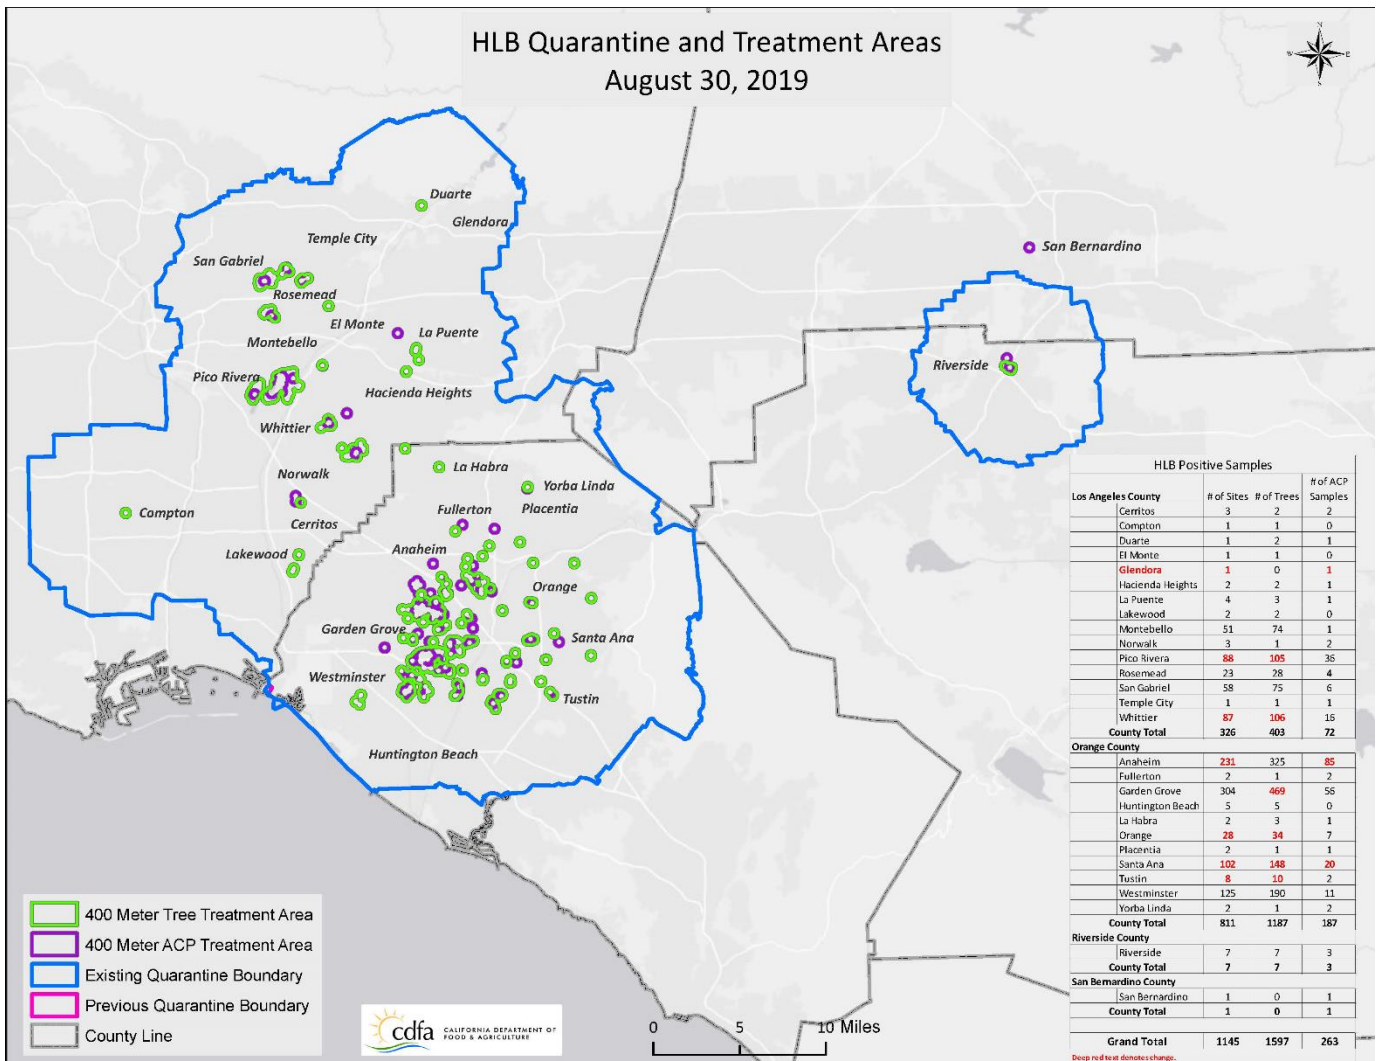 HLB Quarantine and Treatment Areas
August 30, 2019
N
W E
S
Duarte
Glendora
Temple City
San Gabriel
San Bernardino
Rosemead
El Monte
La Puente
Montebello
Riverside
Pico Rivera
Hacienda Heights
Whittier
La Habra
Norwalk
Yorba Linda
Compton
Fullerton
Placentia
Cerritos
Lakewood
Anaheim
Orange
Garden Grove
Santa Ana
Westminster
Tustin
Huntington Beach
HLB Positive Samples
Los Angeles County # of Sites # of Trees # of ACP Samples
Cerritos 3 2 2
Compton 1 1 0
Duarte 1 2 1
El Monte 1 1 0
Glendora 1 0 1
Hacienda Heights 2 2 1
La Puente 4 3 1
Lakewood 2 2 0
Montebello 51 74 1
Norwalk 3 1 2
Pico Rivera 88 105 36
Rosemead 23 28 4
San Gabriel 58 75 6
Temple City 1 1 1
Whittier 87 106 16
County Total 326 403 72
Orange County
Anaheim 231 325 85
Fullerton 2 1 2
Garden Grove 304 469 56
Huntington Beach 5 5 0
La Habra 2 3 1
Orange 28 34 7
Placentia 2 1 1
Santa Ana 102 148 20
Tustin 8 10 2
Westminster 125 190 11
Yorba Linda 2 1 2
County Total 811 1187 187
Riverside County
Riverside 7 7 3
County Total 7 7 3
San Bernardino County
San Bernardino 1 0 1
County Total 1 0 1
Grand Total 1145 1597 263
Deep red text denotes change.
400 Meter Tree Treatment Area
400 Meter ACP Treatment Area
Existing Quarantine Boundary
Previous Quarantine Boundary
County Line
cdfa
CALIFORNIA DEPARTMENT OF
FOOD & AGRICULTURE
0 5 10 Miles